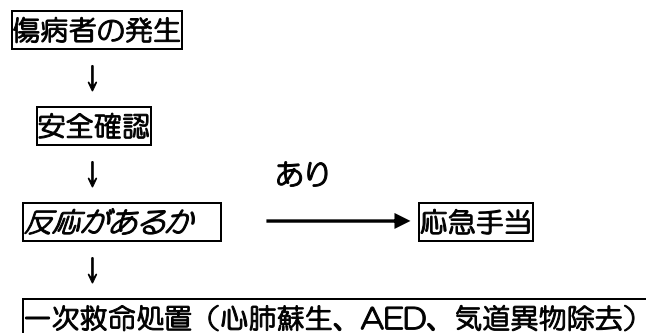 傷病者の発生
↓
安全確認
↓
あり
反応があるか → 応急手当
↓
一次救命処置（心肺蘇生、AED、気道異物除去）